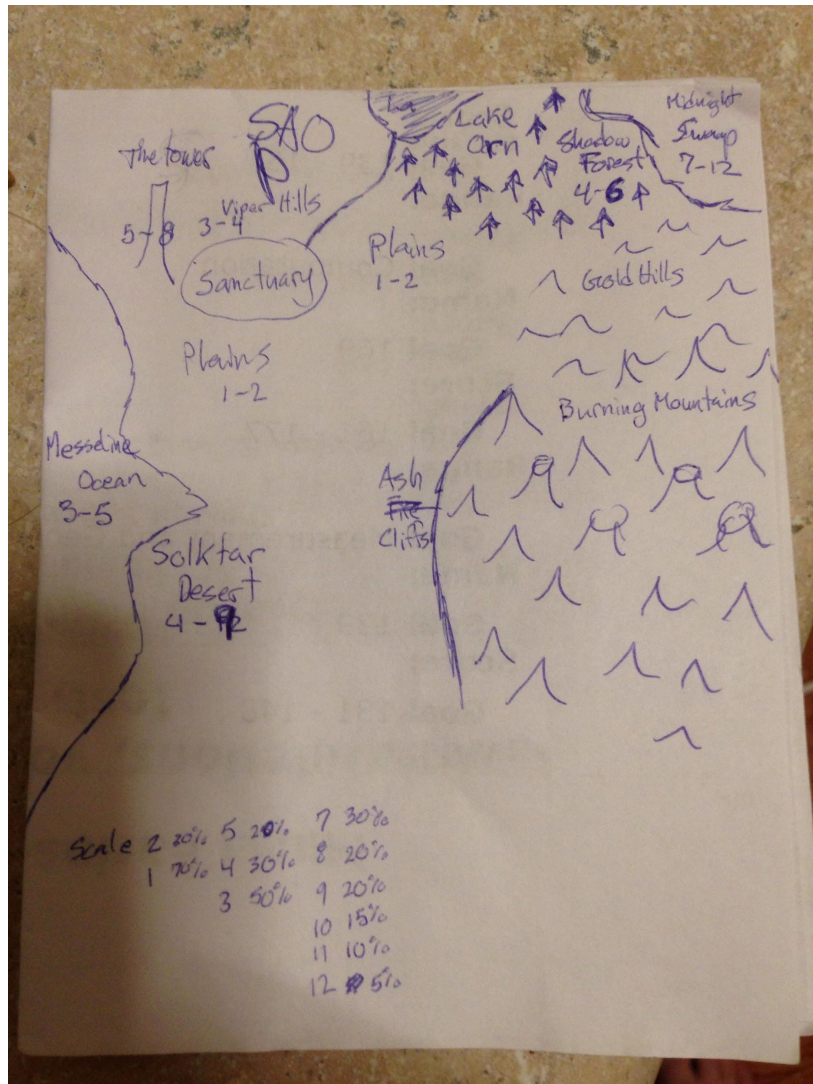 SAO
La
Lake
Orn
Shadow
Forest
4-6
Midnight
Swamp
7-12
The tower
5-8
Viper Hills
3-4
Sanctuary
Plains
1-2
Gold Hills
Plains
1-2
Burning Mountains
Messeline
Ocean
3-5
Ash
Fire
Cliffs
Solktar
Desert
Scale 2 20% 5 20% 7 30%
1 70% 4 30% 8 20%
3 50% 9 20%
10 15%
11 10%
12 5%